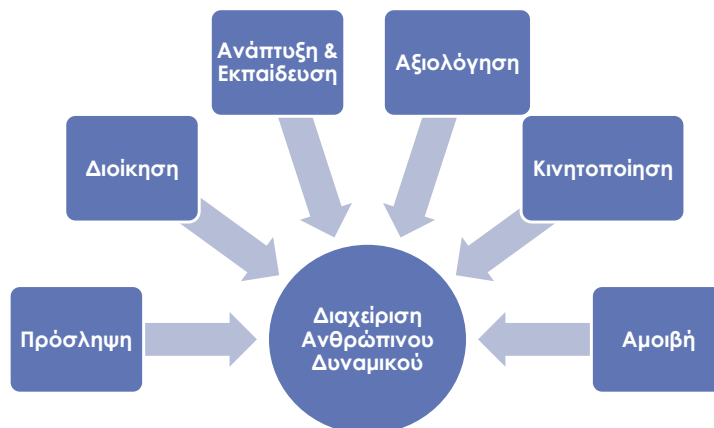 Ανάπτυξη &
Εκπαίδευση
Αξιολόγηση
Διοίκηση
Κινητοποίηση
Πρόσληψη
Διαχείριση
Ανθρώπινου
Δυναμικού
Αμοιβή